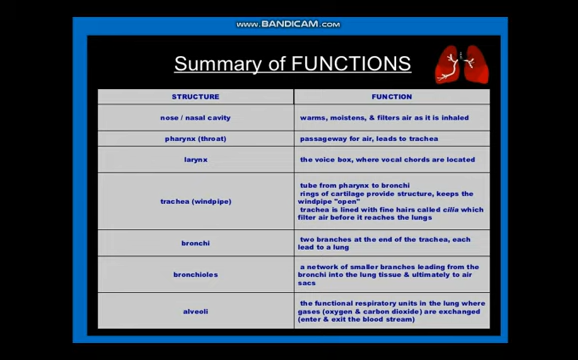 www.BANDICAM.com
Summary of FUNCTIONS
STRUCTURE FUNCTION
nose / nasal cavity warms, moistens, & filters air as it is inhaled
pharynx (throat) passageway for air, leads to trachea
larynx the voice box, where vocal chords are located
trachea (windpipe)
tube from pharynx to bronchi
rings of cartilage provide structure, keeps the
windpipe "open"
trachea is lined with fine hairs called cilia which
filter air before it reaches the lungs
bronchi
two branches at the end of the trachea, each
lead to a lung
bronchioles
a network of smaller branches leading from the
bronchi into the lung tissue & ultimately to air
sacs
alveoli
the functional respiratory units in the lung where
gases (oxygen & carbon dioxide) are exchanged
(enter & exit the blood stream)